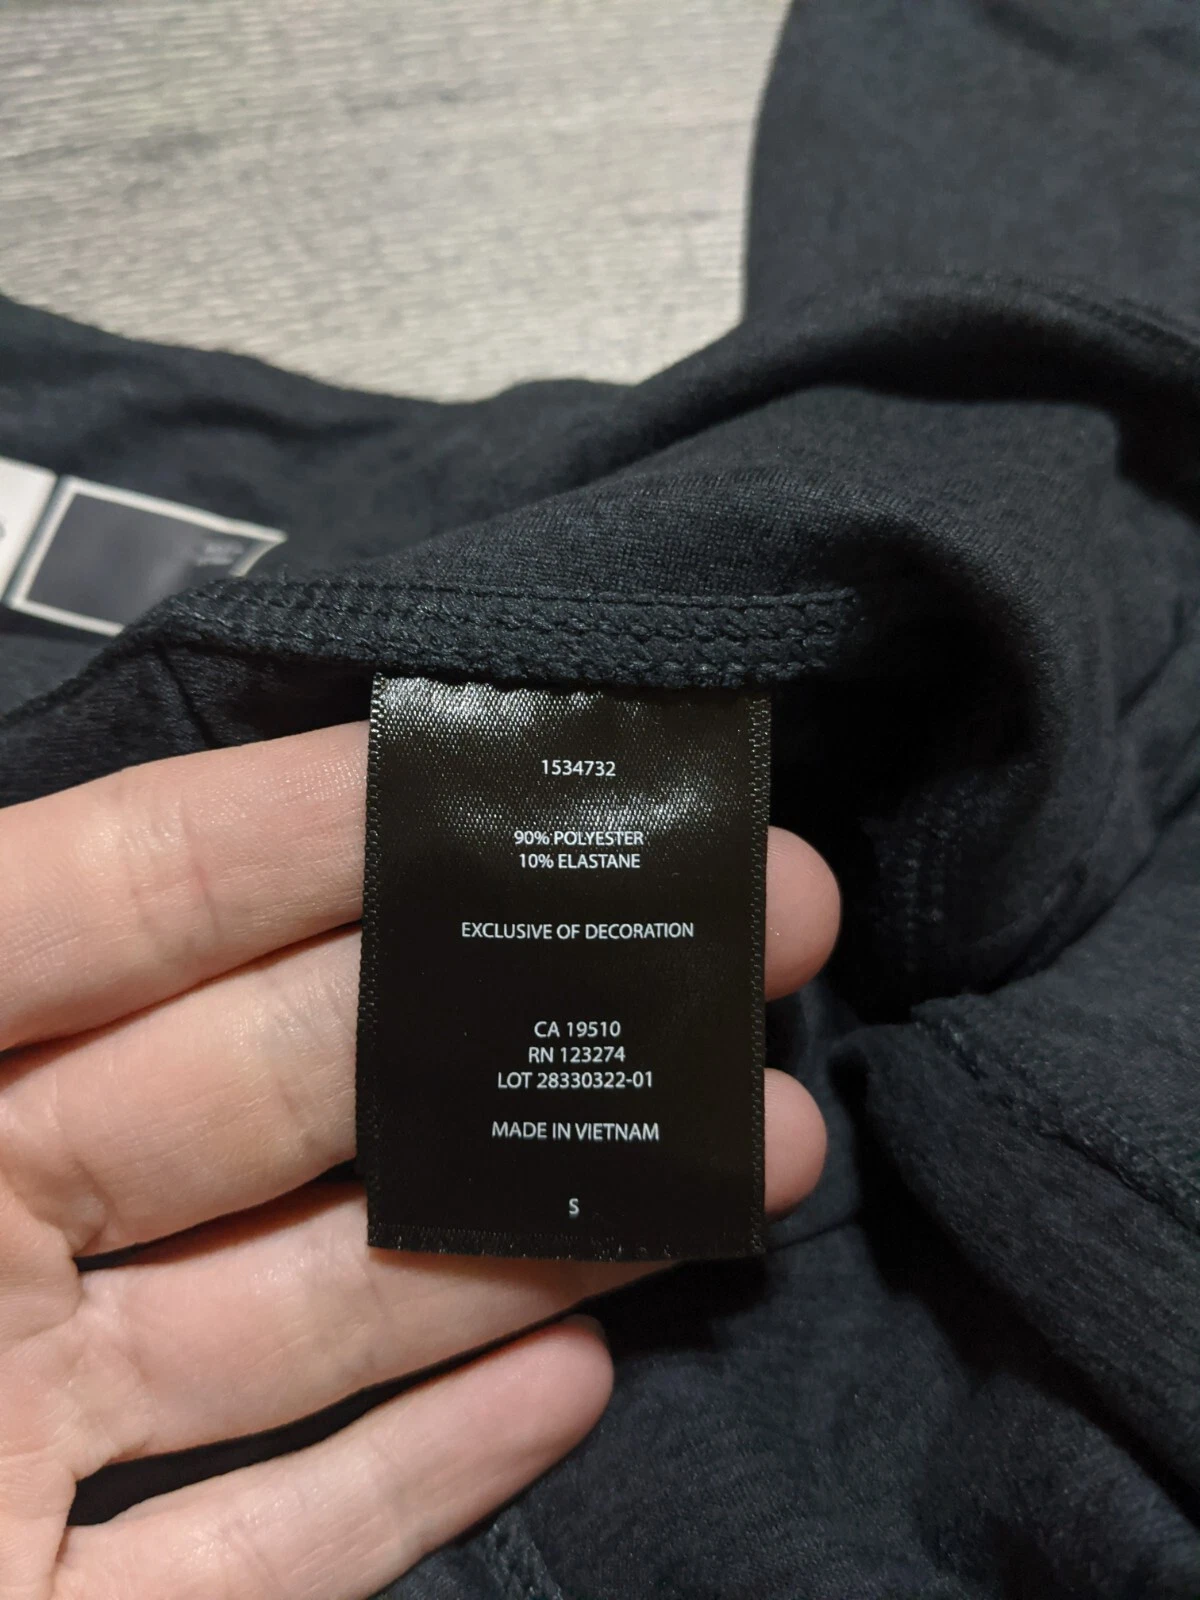 1534732
90% POLYESTER
10% ELASTANE
EXCLUSIVE OF DECORATION
CA 19510
RN 123274
LOT 28330322-01
MADE IN VIETNAM
S